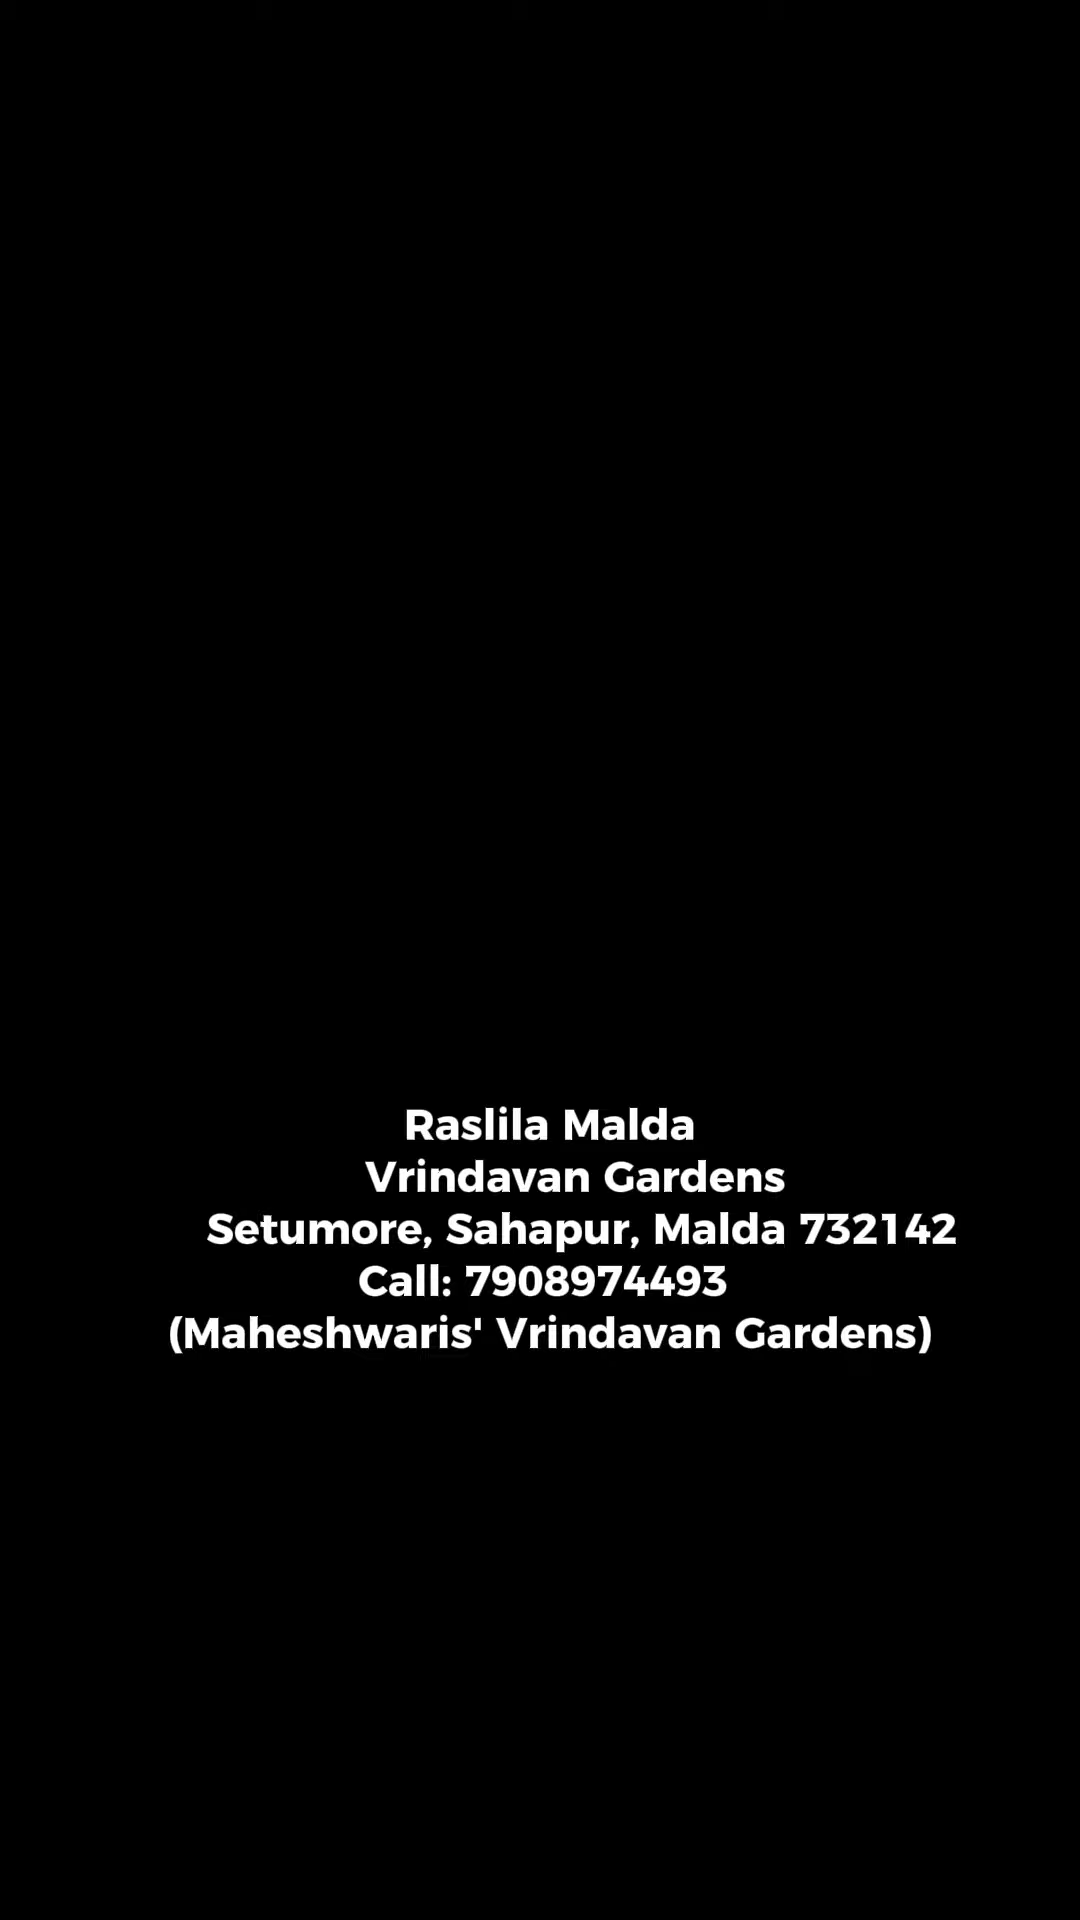 Raslila Malda
Vrindavan Gardens
Setumore, Sahapur, Malda 732142
Call: 7908974493
(Maheshwaris' Vrindavan Gardens)